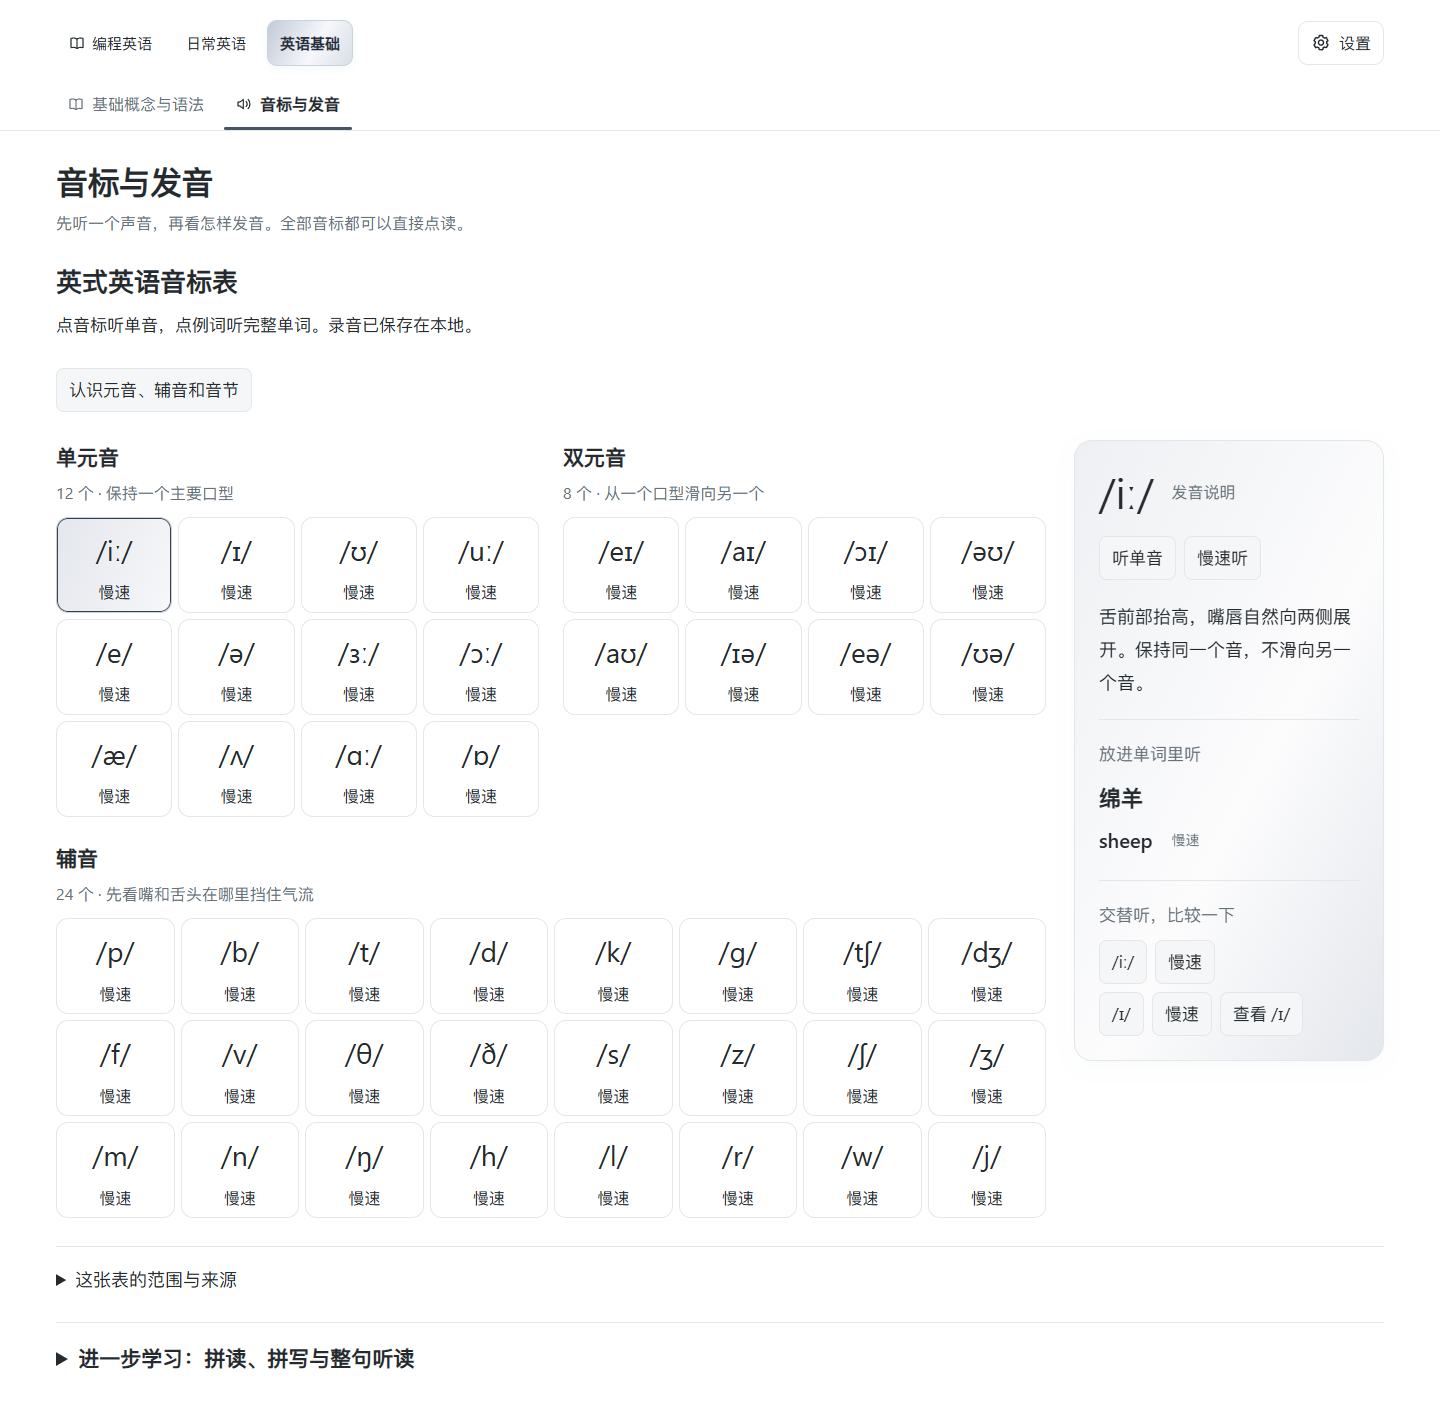 编程英语 日常英语 英语基础 设置
基础概念与语法 音标与发音
音标与发音
先听一个声音，再看怎样发音。全部音标都可以直接点读。
英式英语音标表
点音标听单音，点例词听完整单词。录音已保存在本地。
认识元音、辅音和音节
单元音
12 个 · 保持一个主要口型
/iː/ /ɪ/ /ʊ/ /uː/
慢速 慢速 慢速 慢速
/e/ /ə/ /ɜː/ /ɔː/
慢速 慢速 慢速 慢速
/æ/ /ʌ/ /ɑː/ /ɒ/
慢速 慢速 慢速 慢速
双元音
8 个 · 从一个口型滑向另一个
/eɪ/ /aɪ/ /ɔɪ/ /əʊ/
慢速 慢速 慢速 慢速
/aʊ/ /ɪə/ /eə/ /ʊə/
慢速 慢速 慢速 慢速
辅音
24 个 · 先看嘴和舌头在哪里挡住气流
/p/ /b/ /t/ /d/ /k/ /g/ /tʃ/ /dʒ/
慢速 慢速 慢速 慢速 慢速 慢速 慢速 慢速
/f/ /v/ /θ/ /ð/ /s/ /z/ /ʃ/ /ʒ/
慢速 慢速 慢速 慢速 慢速 慢速 慢速 慢速
/m/ /n/ /ŋ/ /h/ /l/ /r/ /w/ /j/
慢速 慢速 慢速 慢速 慢速 慢速 慢速 慢速
/iː/ 发音说明
听单音 慢速听
舌前部抬高，嘴唇自然向两侧展
开。保持同一个音，不滑向另一
个音。
放进单词里听
绵羊
sheep 慢速
交替听，比较一下
/iː/ 慢速
/ɪ/ 慢速 查看 /ɪ/
这张表的范围与来源
进一步学习：拼读、拼写与整句听读